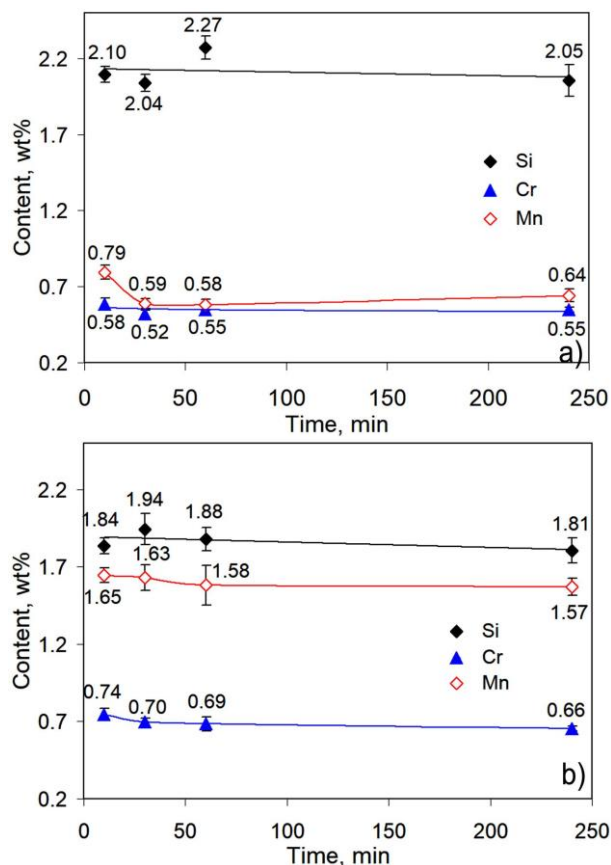 2.27
2.2
2.10
2.05
2.04
1.7
Content, wt%
Si
Cr
Mn
1.2
0.79
0.7
0.59
0.58
0.64
0.58
0.52
0.55
0.55
0.2
a)
0 50 100 150 200 250
Time, min
2.2
1.94
1.84
1.88
1.81
1.7
1.63
1.58
1.65
1.57
Content, wt%
Si
Cr
Mn
1.2
0.74
0.70
0.69
0.66
0.7
0.2
b)
0 50 100 150 200 250
Time, min